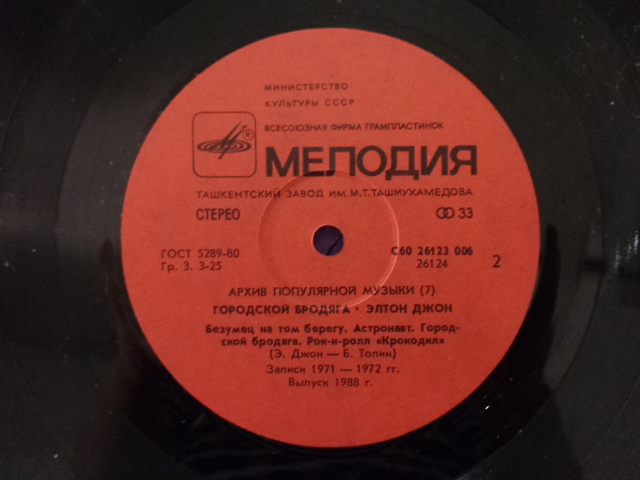 МИНИСТЕРСТВО
КУЛЬТУРЫ СССР
ВСЕСОЮЗНАЯ ФИРМА ГРАМПЛАСТИНОК
®
МЕЛОДИЯ
ТАШКЕНТСКИЙ ЗАВОД ИМ. М.Т. ТАШМУХАМЕДОВА
СТЕРЕО 33
ГОСТ 5289-80 С60 26123 006
Гр. 3. 3-25 26124 2
АРХИВ ПОПУЛЯРНОЙ МУЗЫКИ (7)
ГОРОДСКОЙ БРОДЯГА · ЭЛТОН ДЖОН
Безумец на том берегу. Астронавт. Город-
ской бродяга. Рок-н-ролл «Крокодил»
(Э. Джон — Б. Топин)
Записи 1971 — 1972 гг.
Выпуск 1988 г.